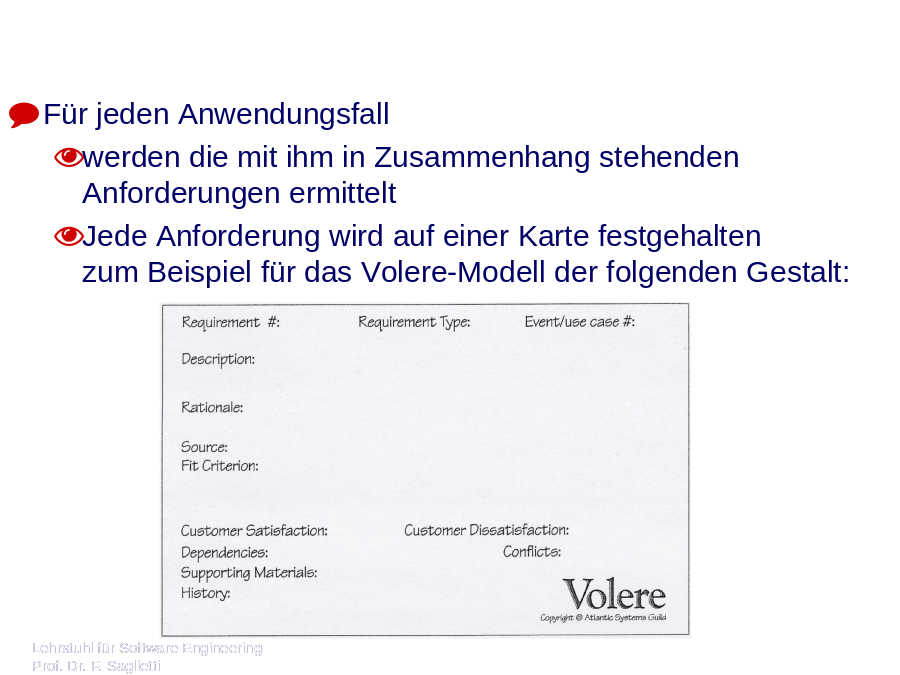 Für jeden Anwendungsfall
werden die mit ihm in Zusammenhang stehenden
Anforderungen ermittelt
Jede Anforderung wird auf einer Karte festgehalten
zum Beispiel für das Volere-Modell der folgenden Gestalt:
Requirement #: Requirement Type: Event/use case #:
Description:
Rationale:
Source:
Fit Criterion:
Customer Satisfaction: Customer Dissatisfaction:
Dependencies: Conflicts:
Supporting Materials:
History:
Volere
Copyright © Atlantic Systems Guild
Lehrstuhl für Software Engineering
Prof. Dr. F. Saglietti